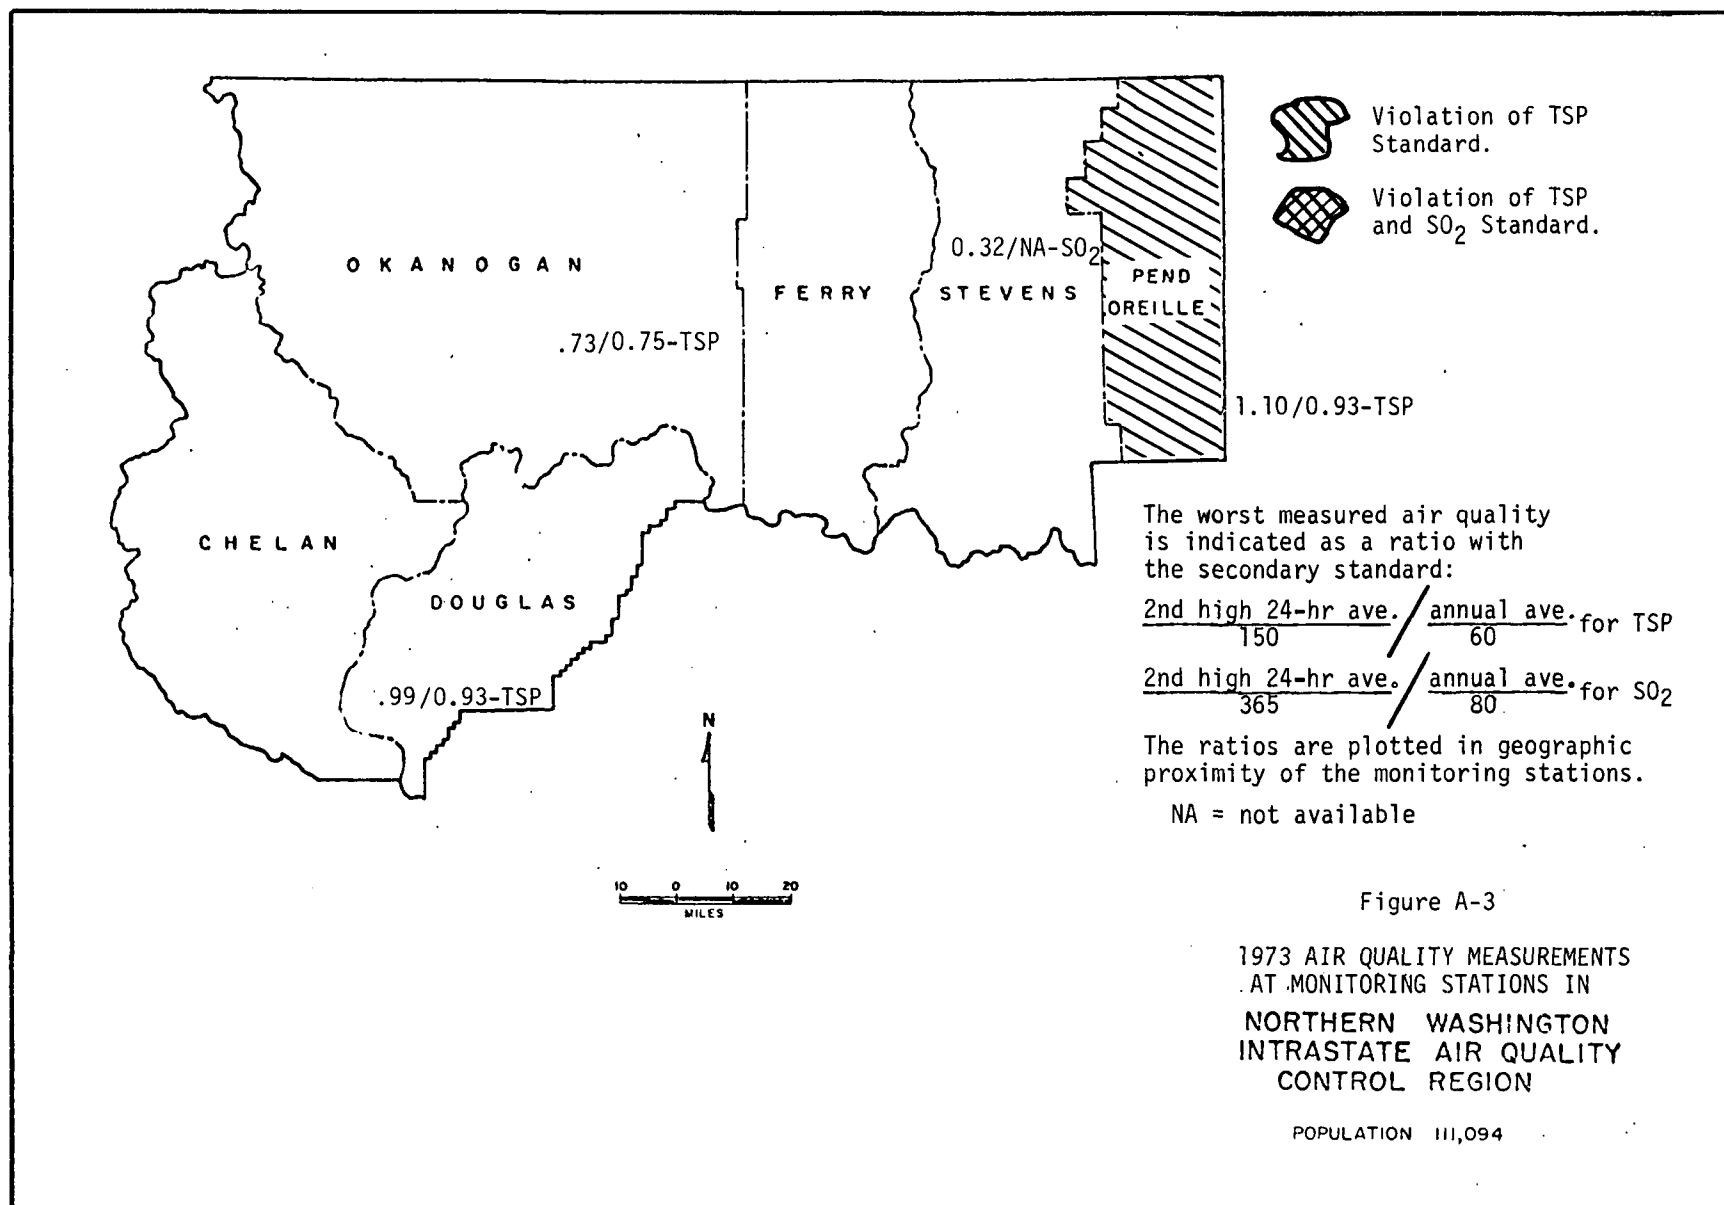 Violation of TSP
Standard.
Violation of TSP
and SO2 Standard.
OKANOGAN
0.32/NA-SO2
FERRY
STEVENS
PEND
OREILLE
.73/0.75-TSP
1.10/0.93-TSP
CHELAN
DOUGLAS
.99/0.93-TSP
The worst measured air quality
is indicated as a ratio with
the secondary standard:
2nd high 24-hr ave. / annual ave. for TSP
150 60
2nd high 24-hr ave. / annual ave. for SO2
365 80
The ratios are plotted in geographic
proximity of the monitoring stations.
NA = not available
N
10 0 10 20
MILES
Figure A-3
1973 AIR QUALITY MEASUREMENTS
AT MONITORING STATIONS IN
NORTHERN WASHINGTON
INTRASTATE AIR QUALITY
CONTROL REGION
POPULATION 111,094